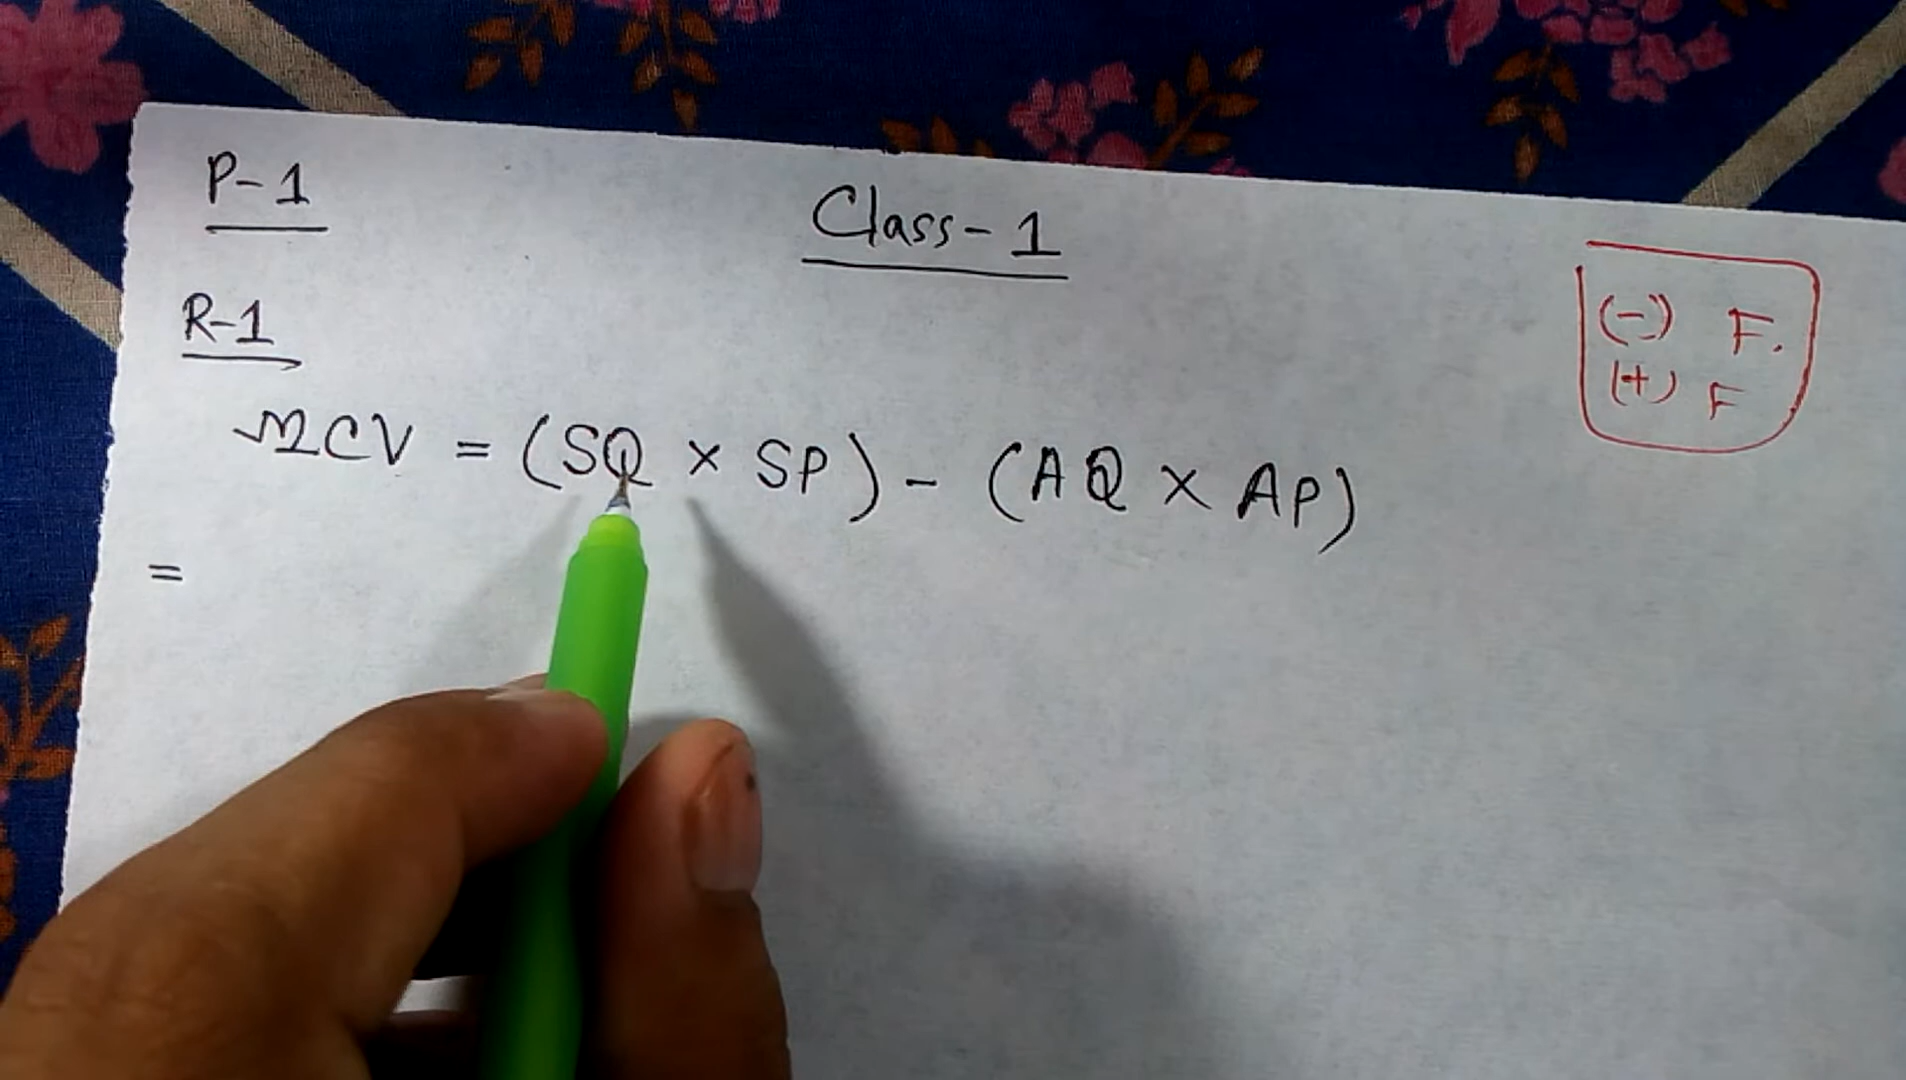 P-1
Class-1
R-1
(-) F.
(+) F
MCV = (SQ × SP) - (AQ × AP)
=